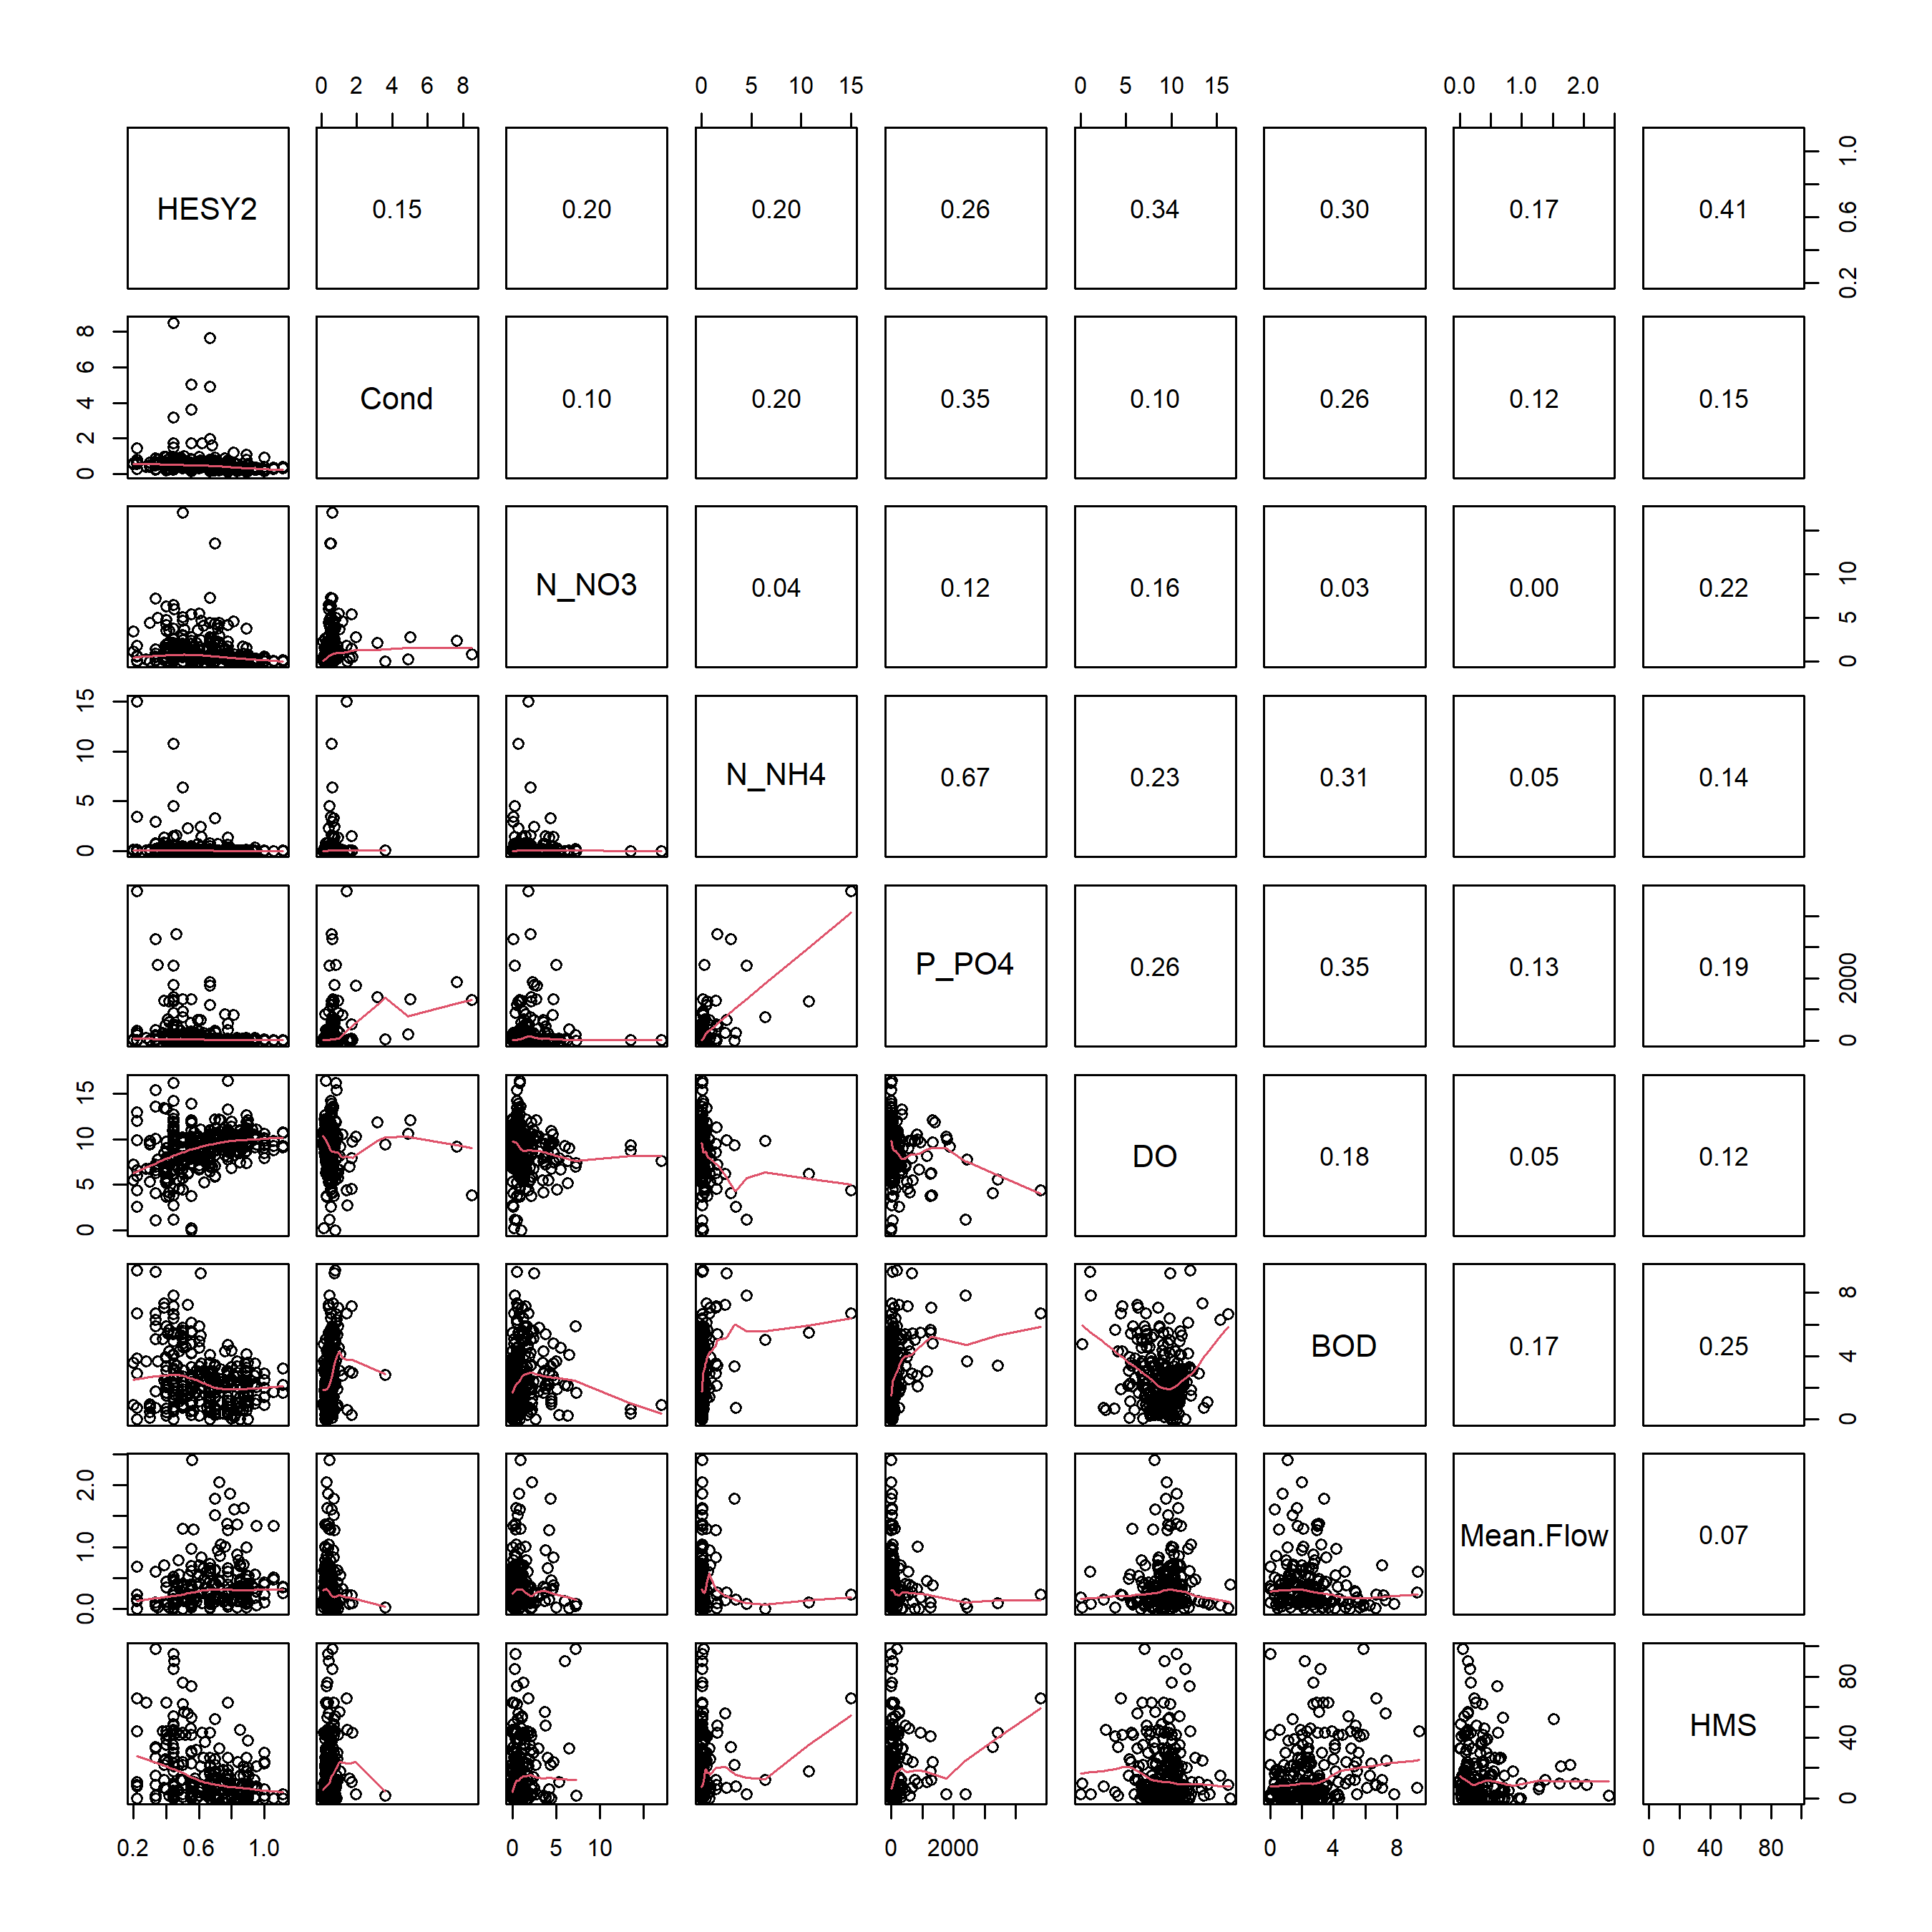 0 2 4 6 8 0 5 10 15 0 5 10 15 0.0 1.0 2.0
HESY2 0.15 0.20 0.20 0.26 0.34 0.30 0.17 0.41 0.2 0.6 1.0
0 2 4 6 8 Cond 0.10 0.20 0.35 0.10 0.26 0.12 0.15
N_NO3 0.04 0.12 0.16 0.03 0.00 0.22 0 5 10
0 5 10 15 N_NH4 0.67 0.23 0.31 0.05 0.14
P_PO4 0.26 0.35 0.13 0.19 0 2000
0 5 10 15 DO 0.18 0.05 0.12
BOD 0.17 0.25 0 4 8
0.0 1.0 2.0 Mean.Flow 0.07
HMS 0 40 80
0.2 0.6 1.0 0 5 10 0 2000 0 4 8 0 40 80